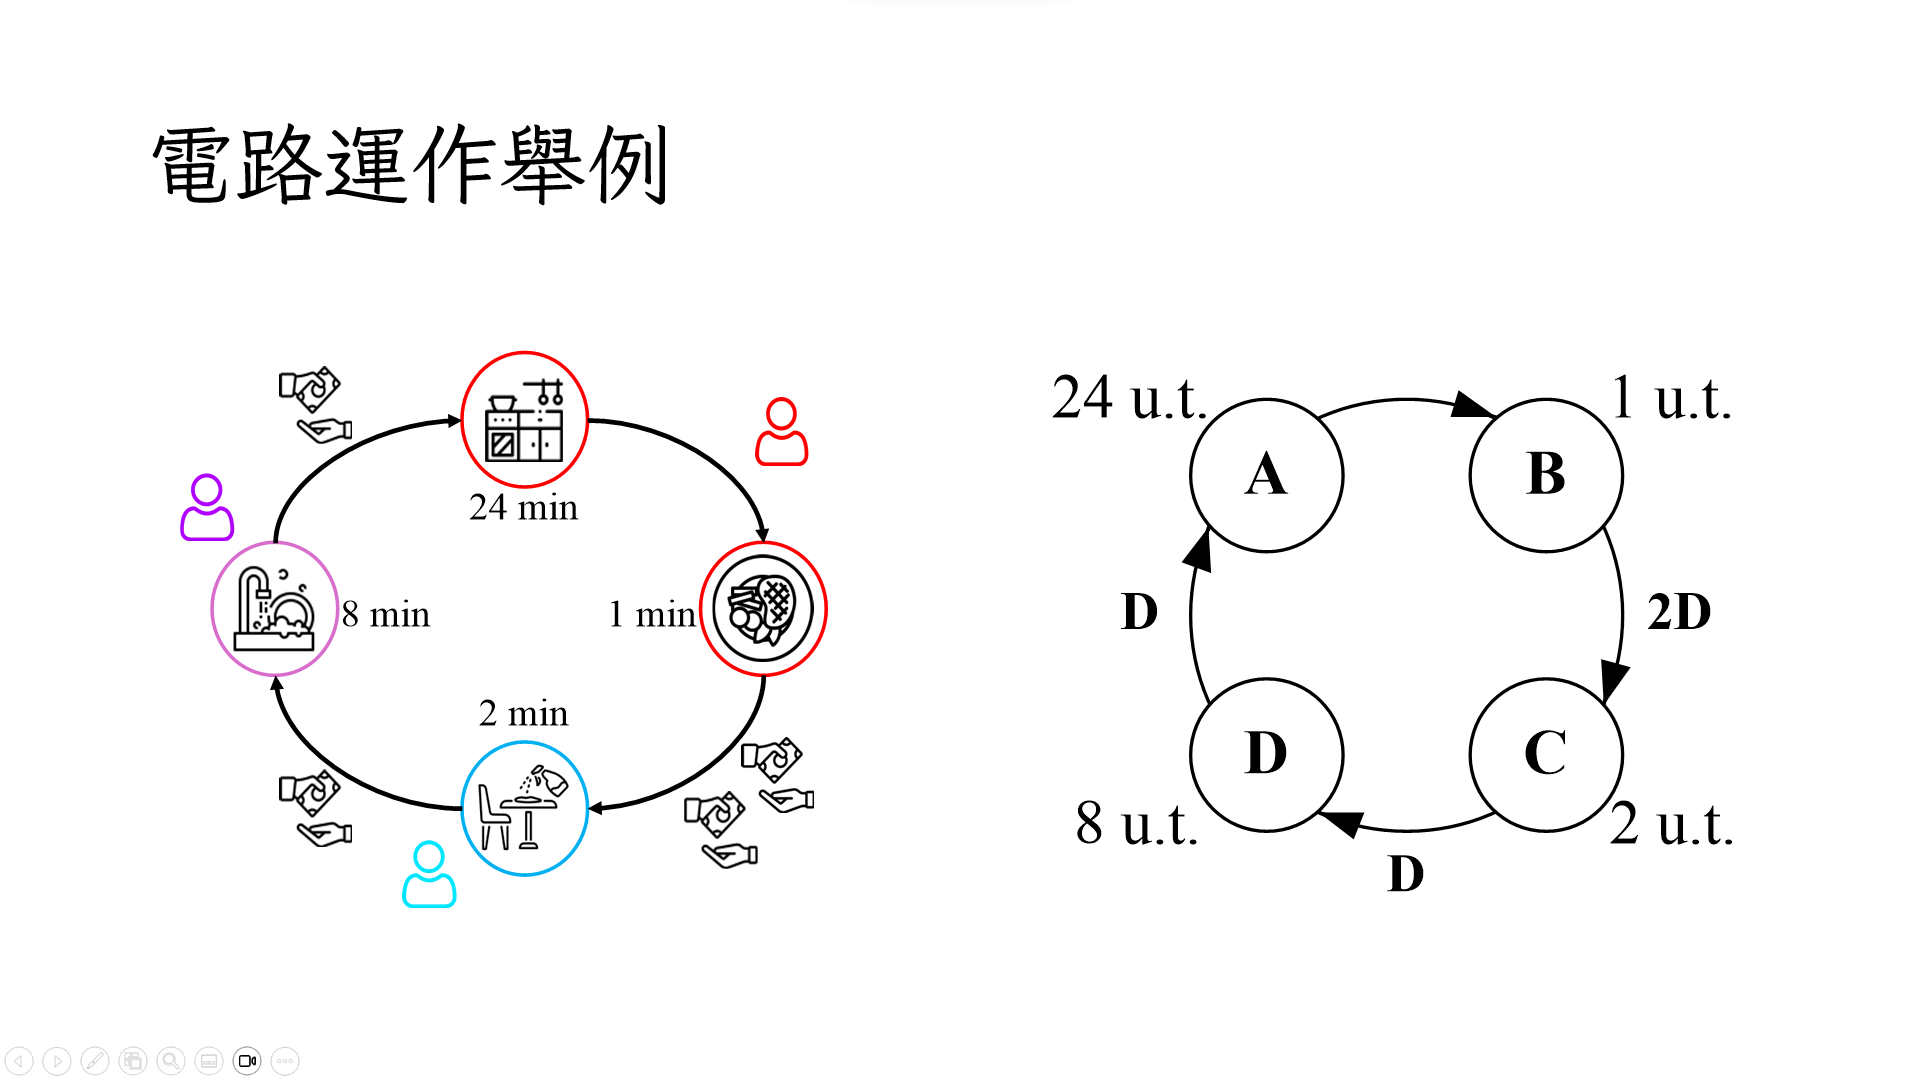 電路運作舉例
24 min
8 min
1 min
2 min
24 u.t.
1 u.t.
A
B
D
2D
D
C
8 u.t.
2 u.t.
D